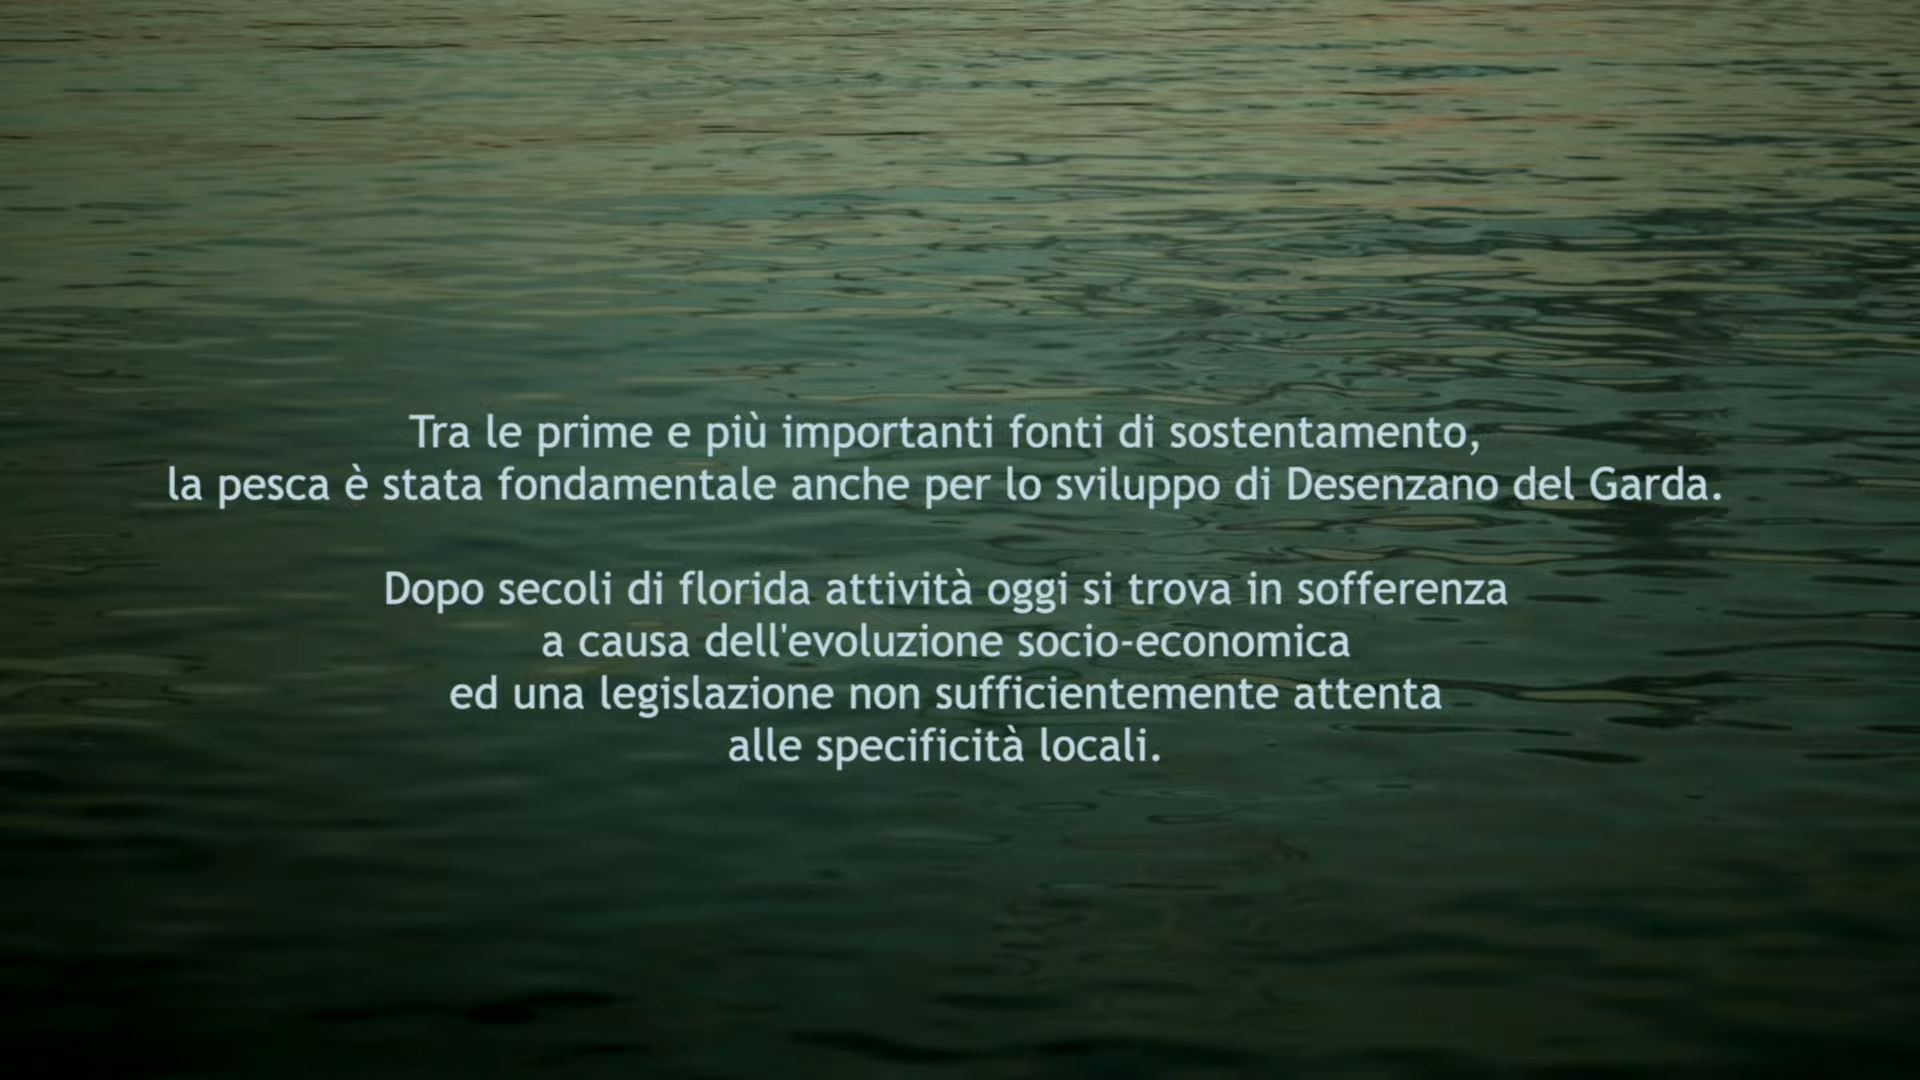 Tra le prime e più importanti fonti di sostentamento,
la pesca è stata fondamentale anche per lo sviluppo di Desenzano del Garda.
Dopo secoli di florida attività oggi si trova in sofferenza
a causa dell'evoluzione socio-economica
ed una legislazione non sufficientemente attenta
alle specificità locali.